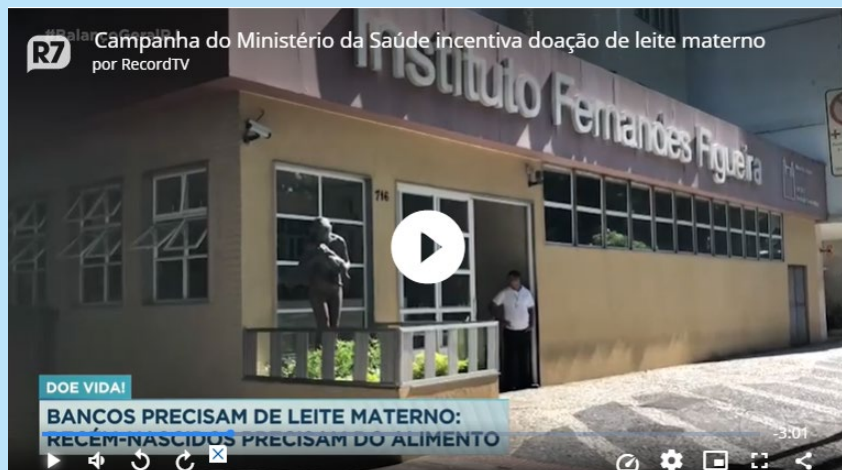 #BalançoGeralRJ
R7
Campanha do Ministério da Saúde incentiva doação de leite materno
por RecordTV
Instituto Fernandes Figueira
716
DOE VIDA!
BANCOS PRECISAM DE LEITE MATERNO:
RECÉM-NASCIDOS PRECISAM DO ALIMENTO
-3:01